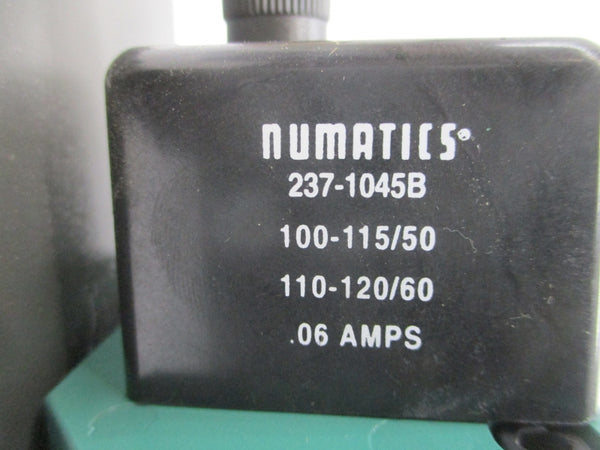 NUMATICS®
237-1045B
100-115/50
110-120/60
.06 AMPS